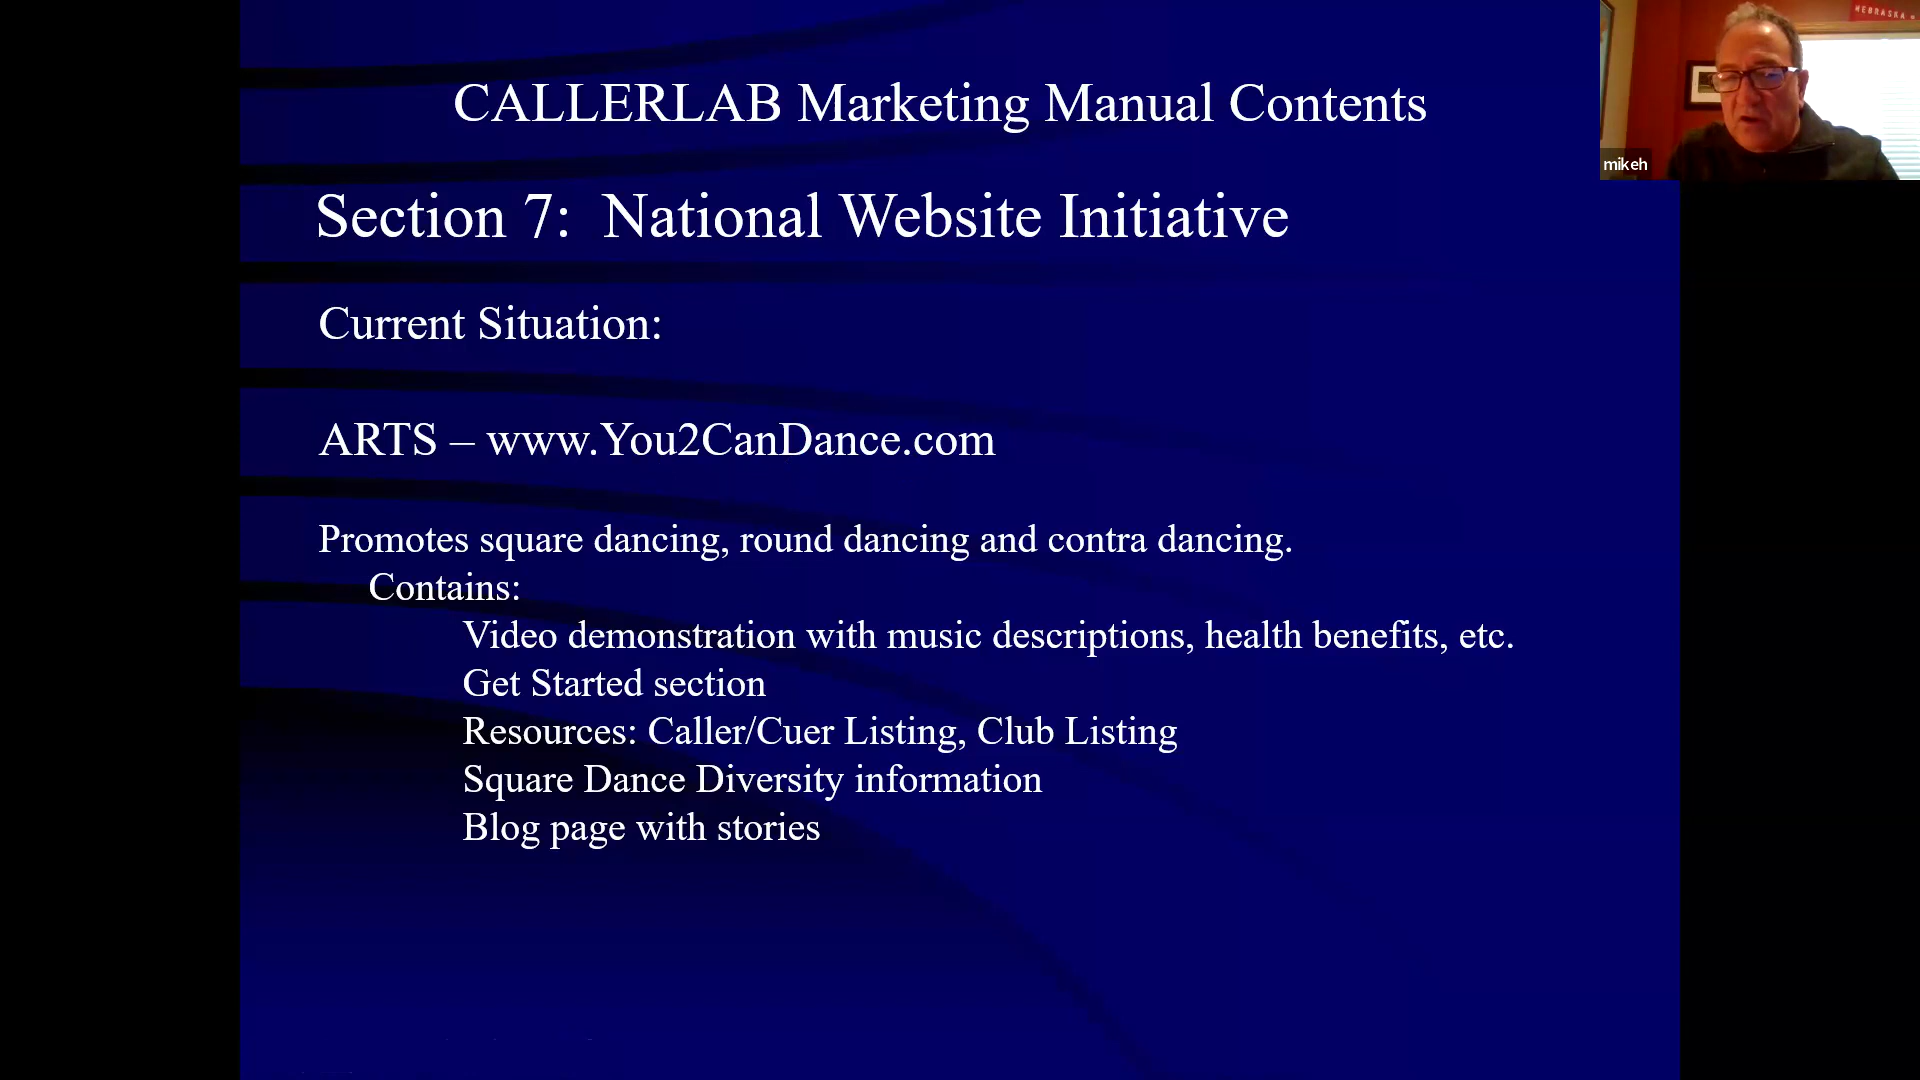 CALLERLAB Marketing Manual Contents
Section 7: National Website Initiative
Current Situation:
ARTS – www.You2CanDance.com
Promotes square dancing, round dancing and contra dancing.
Contains:
Video demonstration with music descriptions, health benefits, etc.
Get Started section
Resources: Caller/Cuer Listing, Club Listing
Square Dance Diversity information
Blog page with stories
NEBRASKA
mikeh